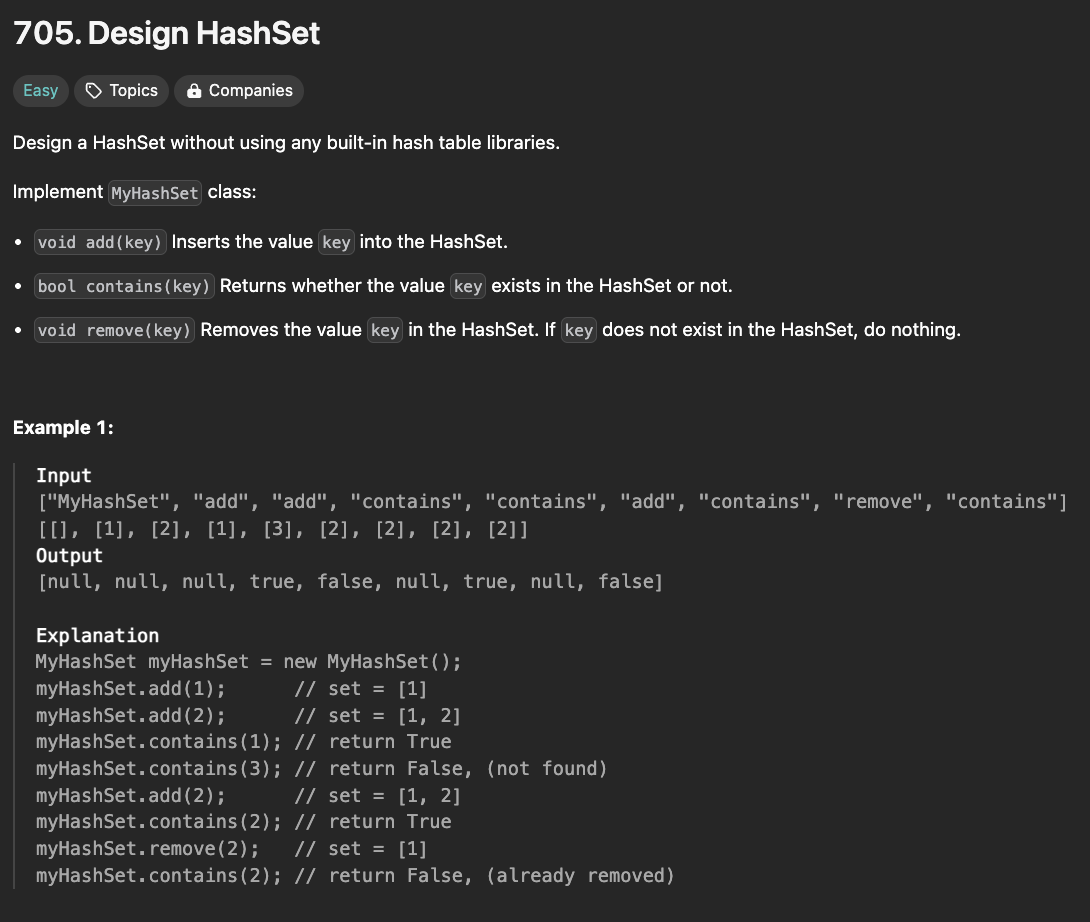 705. Design HashSet
Easy Topics Companies
Design a HashSet without using any built-in hash table libraries.
Implement MyHashSet class:
• void add(key) Inserts the value key into the HashSet.
• bool contains(key) Returns whether the value key exists in the HashSet or not.
• void remove(key) Removes the value key in the HashSet. If key does not exist in the HashSet, do nothing.
Example 1:
Input
["MyHashSet", "add", "add", "contains", "contains", "add", "contains", "remove", "contains"]
[[], [1], [2], [1], [3], [2], [2], [2], [2]]
Output
[null, null, null, true, false, null, true, null, false]
Explanation
MyHashSet myHashSet = new MyHashSet();
myHashSet.add(1);      // set = [1]
myHashSet.add(2);      // set = [1, 2]
myHashSet.contains(1); // return True
myHashSet.contains(3); // return False, (not found)
myHashSet.add(2);      // set = [1, 2]
myHashSet.contains(2); // return True
myHashSet.remove(2);   // set = [1]
myHashSet.contains(2); // return False, (already removed)